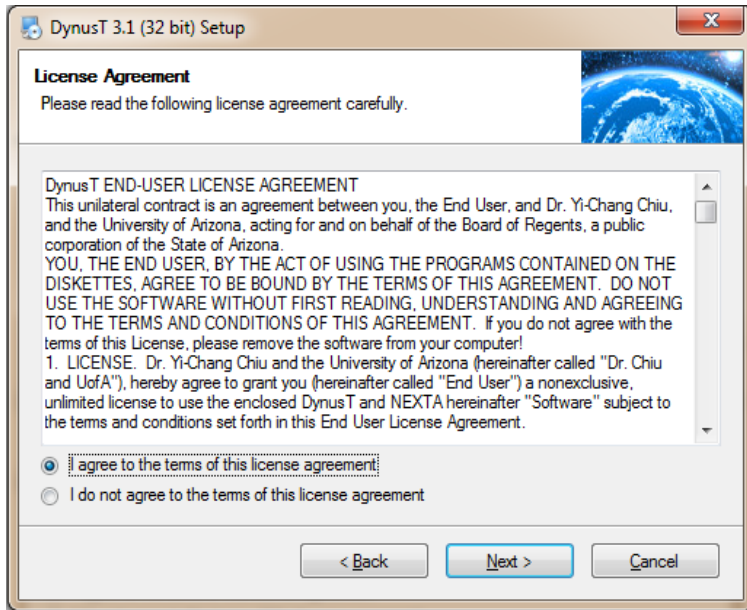 DynusT 3.1 (32 bit) Setup
License Agreement
Please read the following license agreement carefully.
DynusT END-USER LICENSE AGREEMENT
This unilateral contract is an agreement between you, the End User, and Dr. Yi-Chang Chiu,
and the University of Arizona, acting for and on behalf of the Board of Regents, a public
corporation of the State of Arizona.
YOU, THE END USER, BY THE ACT OF USING THE PROGRAMS CONTAINED ON THE
DISKETTES, AGREE TO BE BOUND BY THE TERMS OF THIS AGREEMENT.  DO NOT
USE THE SOFTWARE WITHOUT FIRST READING, UNDERSTANDING AND AGREEING
TO THE TERMS AND CONDITIONS OF THIS AGREEMENT.  If you do not agree with the
terms of this License, please remove the software from your computer!
1.  LICENSE.  Dr. Yi-Chang Chiu and the University of Arizona (hereinafter called "Dr. Chiu
and UofA"), hereby agree to grant you (hereinafter called "End User") a nonexclusive,
unlimited license to use the enclosed DynusT and NEXTA hereinafter "Software" subject to
the terms and conditions set forth in this End User License Agreement.
I agree to the terms of this license agreement
I do not agree to the terms of this license agreement
< Back
Next >
Cancel